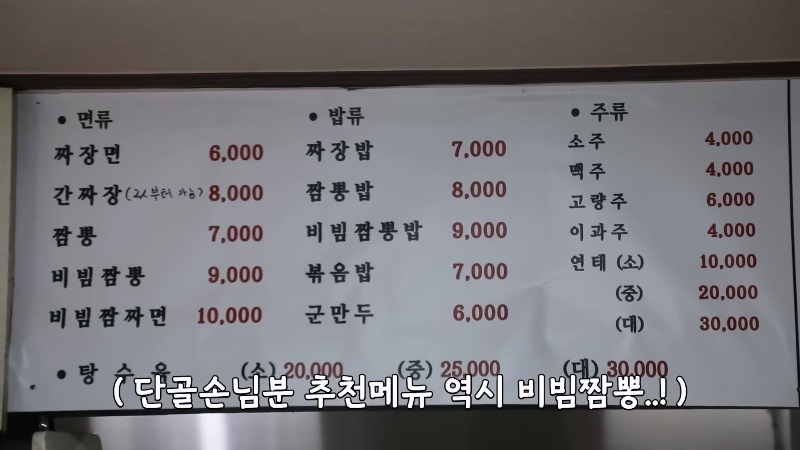 • 면류
짜장면 6,000
간짜장 (2人부터 가능) 8,000
짬뽕 7,000
비빔짬뽕 9,000
비빔짬짜면 10,000
• 밥류
짜장밥 7,000
짬뽕밥 8,000
비빔짬뽕밥 9,000
볶음밥 7,000
군만두 6,000
• 주류
소주 4,000
맥주 4,000
고량주 6,000
이과주 4,000
연태 (소) 10,000
(중) 20,000
(대) 30,000
• 탕수육 (소) 20,000 (중) 25,000 (대) 30,000
( 단골손님분 추천메뉴 역시 비빔짬뽕..! )